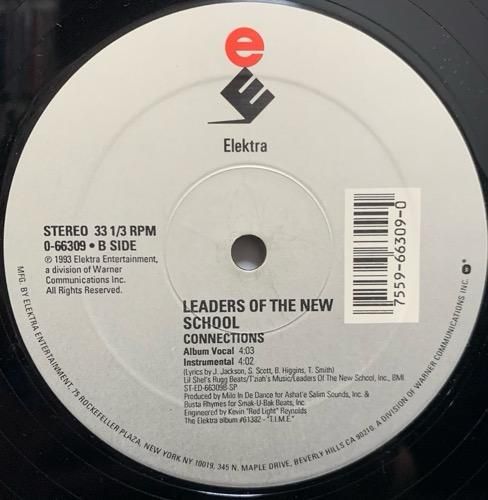 e
E
Elektra
STEREO 33 1/3 RPM
0-66309 • B SIDE
℗ 1993 Elektra Entertainment,
a division of Warner
Communications Inc.
All Rights Reserved.
7559-66309-0
LEADERS OF THE NEW
SCHOOL
CONNECTIONS
Album Vocal 4:03
Instrumental 4:02
(Lyrics by J. Jackson, S. Scott, B. Higgins, T. Smith)
Lil Shel's Rugg Beats/T'ziah's Music/Leaders Of The New School, Inc., BMI
ST-ED-66309B-SP
Produced by Milo In De Dance for Ashat'e Salim Sounds, Inc. &
Busta Rhymes for Smak-U-Bak Beats, Inc.
Engineered by Kevin "Red Light" Reynolds
The Elektra album #61382 - "T.I.M.E."
MFG. BY ELEKTRA ENTERTAINMENT, 75 ROCKEFELLER PLAZA, NEW YORK NY 10019, 345 N. MAPLE DRIVE, BEVERLY HILLS CA 90210, A DIVISION OF WARNER COMMUNICATIONS INC.